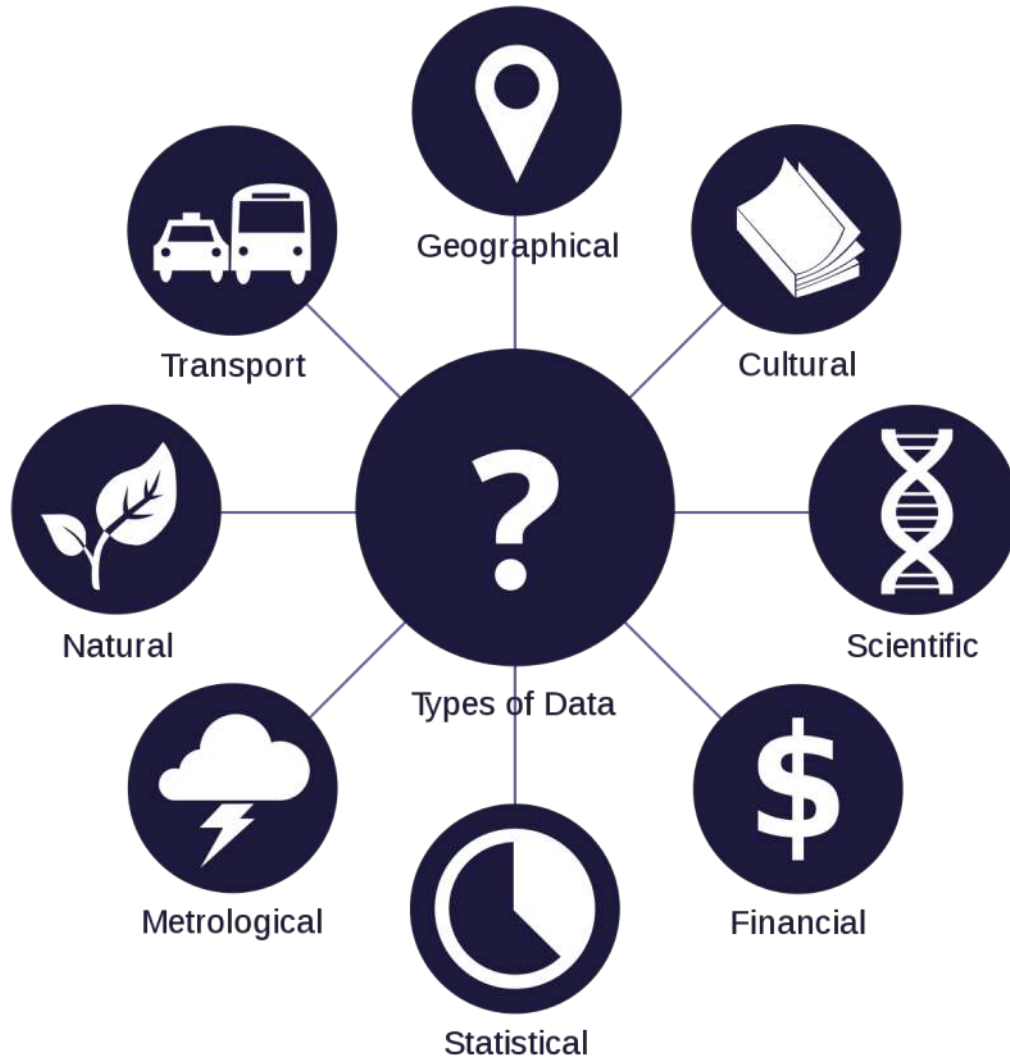 Geographical
Transport
Cultural
?
Natural
Scientific
Types of Data
$
Metrological
Financial
Statistical